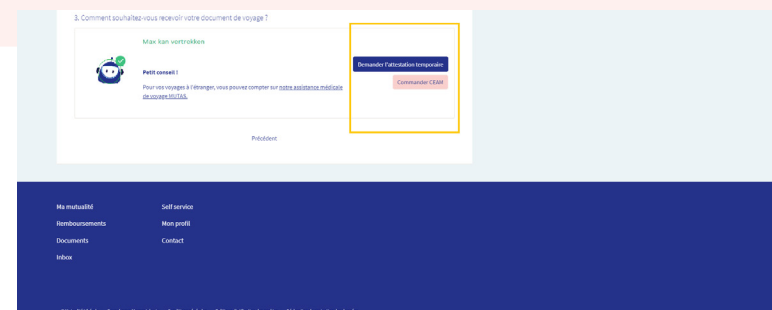 3. Comment souhaitez-vous recevoir votre document de voyage ?
Max kan vertrekken
Petit conseil !
Pour vos voyages à l'étranger, vous pouvez compter sur notre assistance médicale
de voyage MUTAS.
Demander l'attestation temporaire
Commander CEAM
Précédent
Ma mutualité
Self service
Remboursements
Mon profil
Documents
Contact
Inbox